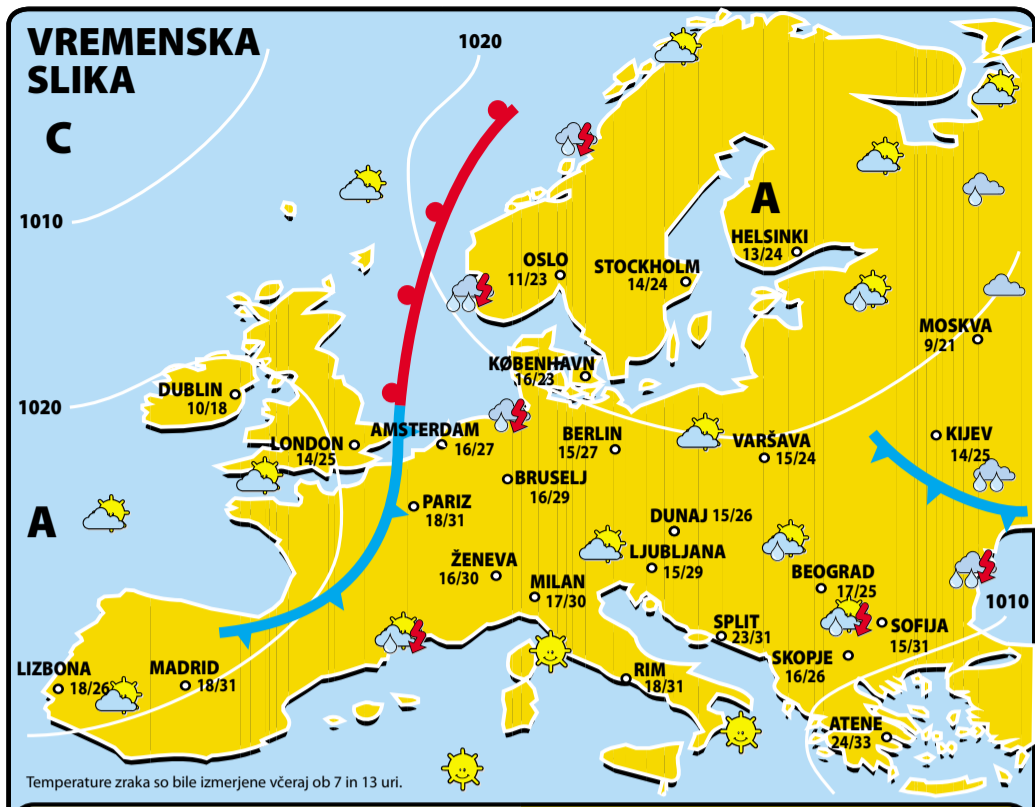 VREMENSKA
SLIKA
1020
C
1010
A
HELSINKI
13/24
OSLO
11/23
STOCKHOLM
14/24
MOSKVA
9/21
KØBENHAVN
16/23
DUBLIN
10/18
1020
AMSTERDAM
16/27
LONDON
14/25
BERLIN
15/27
VARŠAVA
15/24
KIJEV
14/25
BRUSELJ
16/29
PARIZ
18/31
A
DUNAJ 15/26
LJUBLJANA
15/29
ŽENEVA
16/30
MILAN
17/30
BEOGRAD
17/25
1010
SPLIT
23/31
SOFIJA
15/31
SKOPJE
16/26
LIZBONA
18/26
MADRID
18/31
RIM
18/31
ATENE
24/33
Temperature zraka so bile izmerjene včeraj ob 7 in 13 uri.